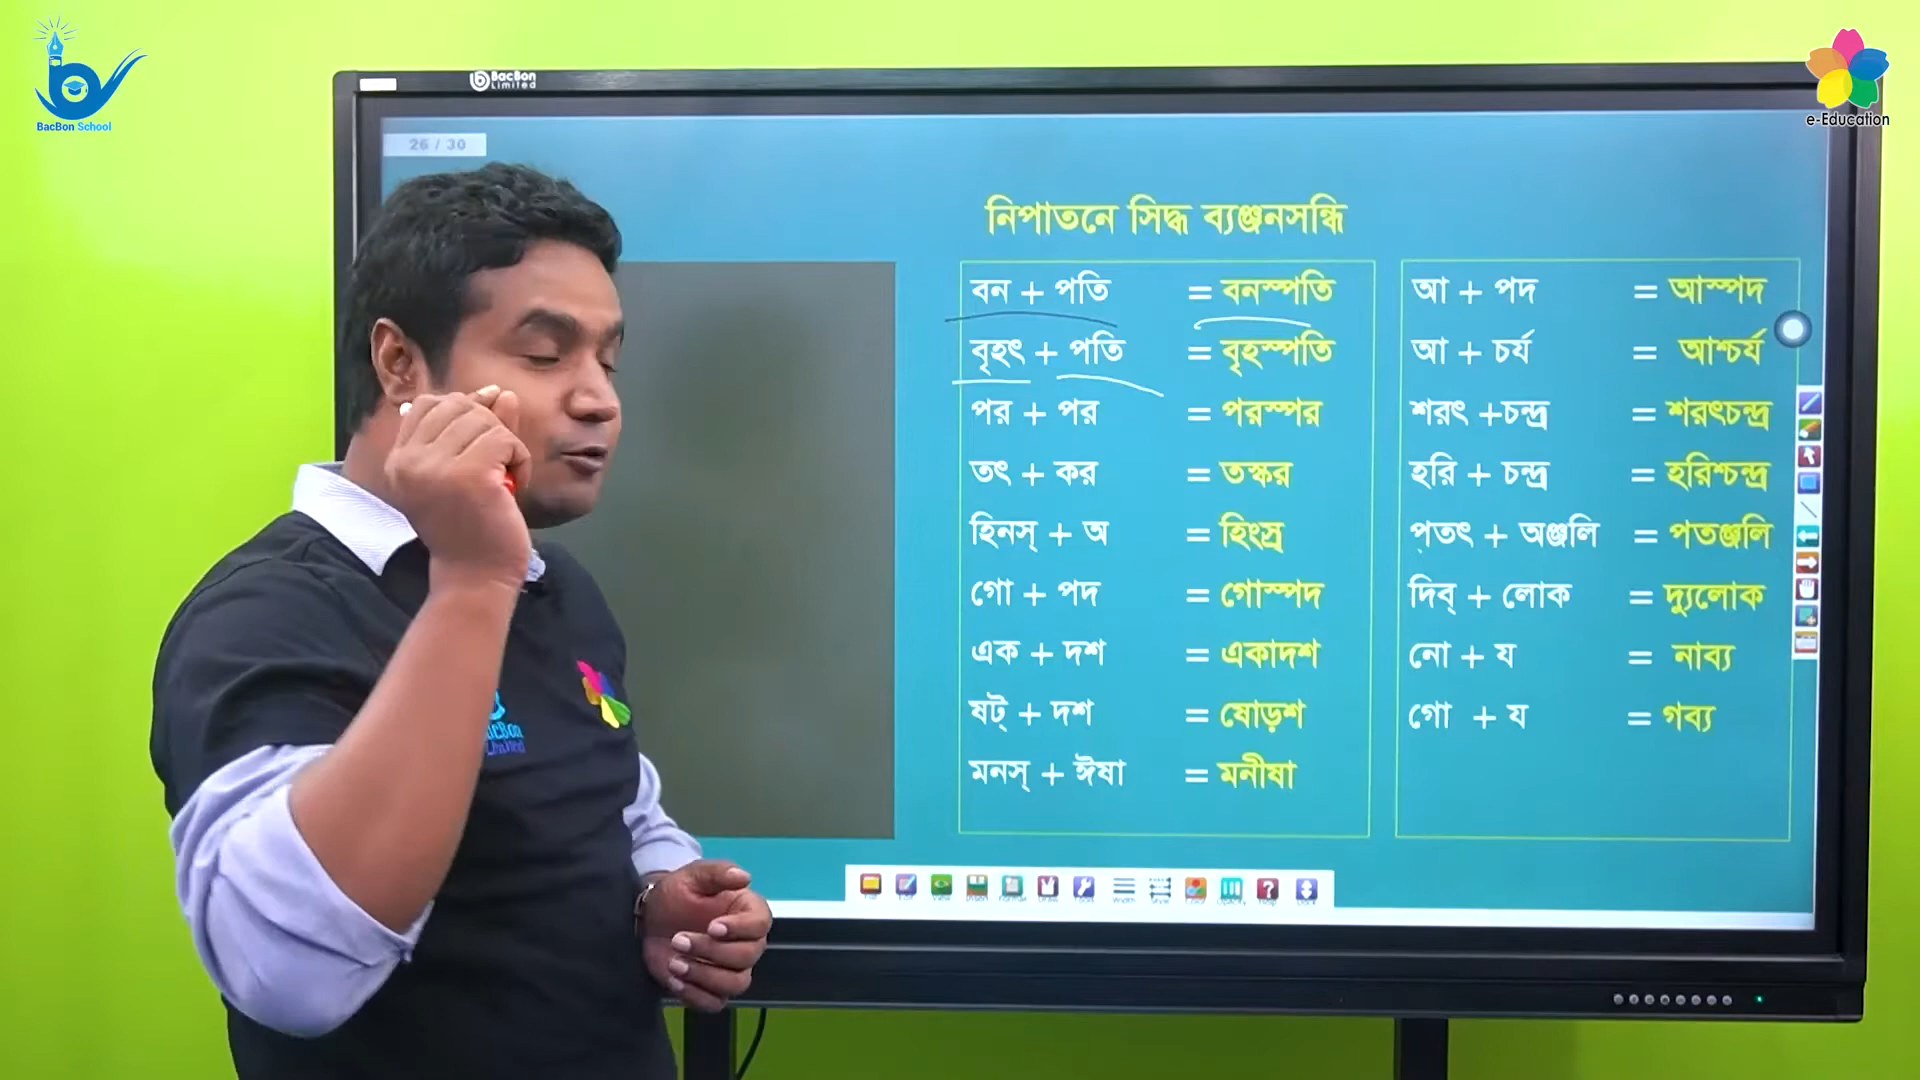 BacBon School
BacBon
Limited
e-Education
26 / 30
নিপাতনে সিদ্ধ ব্যঞ্জনসন্ধি
বন + পতি = বনস্পতি
বৃহৎ + পতি = বৃহস্পতি
পর + পর = পরস্পর
তৎ + কর = তস্কর
হিনস্ + অ = হিংস্র
গো + পদ = গোস্পদ
এক + দশ = একাদশ
ষট্ + দশ = ষোড়শ
মনস্ + ঈষা = মনীষা
আ + পদ = আস্পদ
আ + চর্য = আশ্চর্য
শরৎ +চন্দ্র = শরৎচন্দ্র
হরি + চন্দ্র = হরিশ্চন্দ্র
পতৎ + অঞ্জলি = পতঞ্জলি
দিব্ + লোক = দ্যুলোক
নো + য = নাব্য
গো + য = গব্য